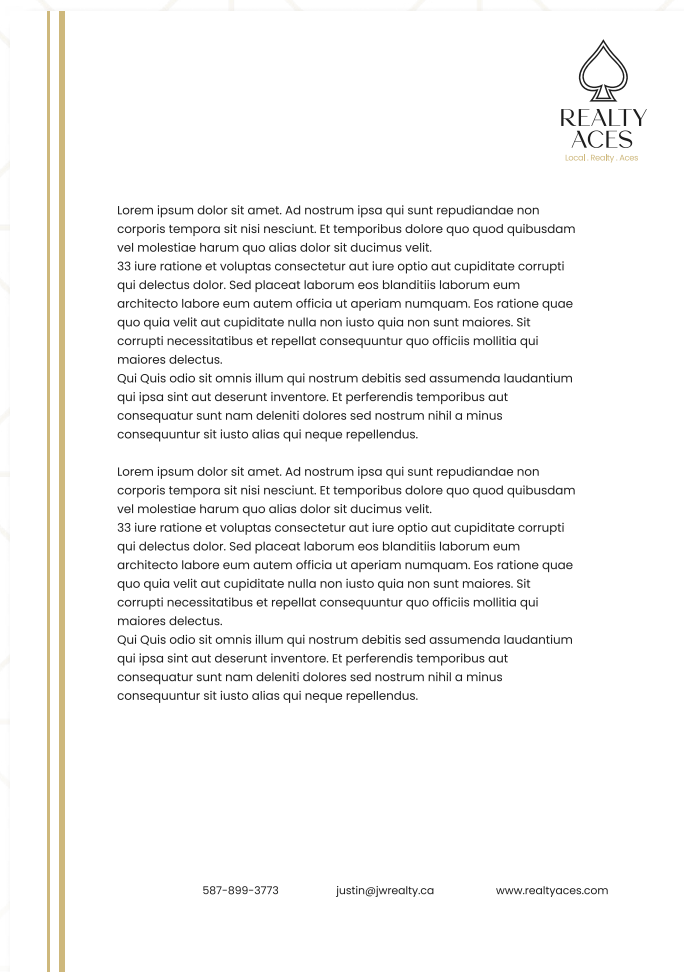 REALTY
ACES
Local . Realty . Aces
Lorem ipsum dolor sit amet. Ad nostrum ipsa qui sunt repudiandae non
corporis tempora sit nisi nesciunt. Et temporibus dolore quo quod quibusdam
vel molestiae harum quo alias dolor sit ducimus velit.
33 iure ratione et voluptas consectetur aut iure optio aut cupiditate corrupti
qui delectus dolor. Sed placeat laborum eos blanditiis laborum eum
architecto labore eum autem officia ut aperiam numquam. Eos ratione quae
quo quia velit aut cupiditate nulla non iusto quia non sunt maiores. Sit
corrupti necessitatibus et repellat consequuntur quo officiis mollitia qui
maiores delectus.
Qui Quis odio sit omnis illum qui nostrum debitis sed assumenda laudantium
qui ipsa sint aut deserunt inventore. Et perferendis temporibus aut
consequatur sunt nam deleniti dolores sed nostrum nihil a minus
consequuntur sit iusto alias qui neque repellendus.
Lorem ipsum dolor sit amet. Ad nostrum ipsa qui sunt repudiandae non
corporis tempora sit nisi nesciunt. Et temporibus dolore quo quod quibusdam
vel molestiae harum quo alias dolor sit ducimus velit.
33 iure ratione et voluptas consectetur aut iure optio aut cupiditate corrupti
qui delectus dolor. Sed placeat laborum eos blanditiis laborum eum
architecto labore eum autem officia ut aperiam numquam. Eos ratione quae
quo quia velit aut cupiditate nulla non iusto quia non sunt maiores. Sit
corrupti necessitatibus et repellat consequuntur quo officiis mollitia qui
maiores delectus.
Qui Quis odio sit omnis illum qui nostrum debitis sed assumenda laudantium
qui ipsa sint aut deserunt inventore. Et perferendis temporibus aut
consequatur sunt nam deleniti dolores sed nostrum nihil a minus
consequuntur sit iusto alias qui neque repellendus.
587-899-3773 justin@jwrealty.ca www.realtyaces.com